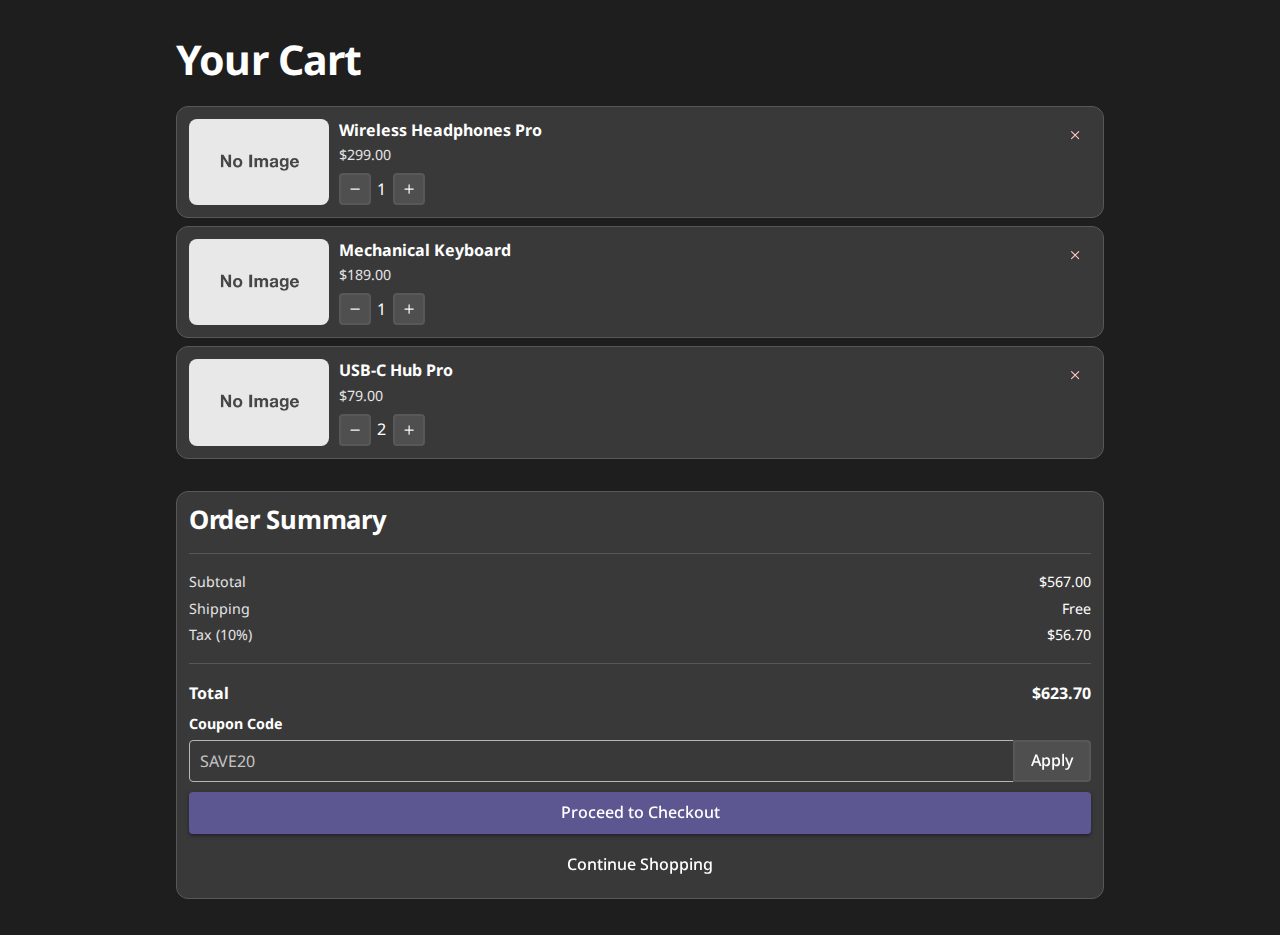 Your Cart
No Image
Wireless Headphones Pro
$299.00
− 1 +
No Image
Mechanical Keyboard
$189.00
− 1 +
No Image
USB-C Hub Pro
$79.00
− 2 +
Order Summary
Subtotal $567.00
Shipping Free
Tax (10%) $56.70
Total $623.70
Coupon Code
SAVE20 Apply
Proceed to Checkout
Continue Shopping